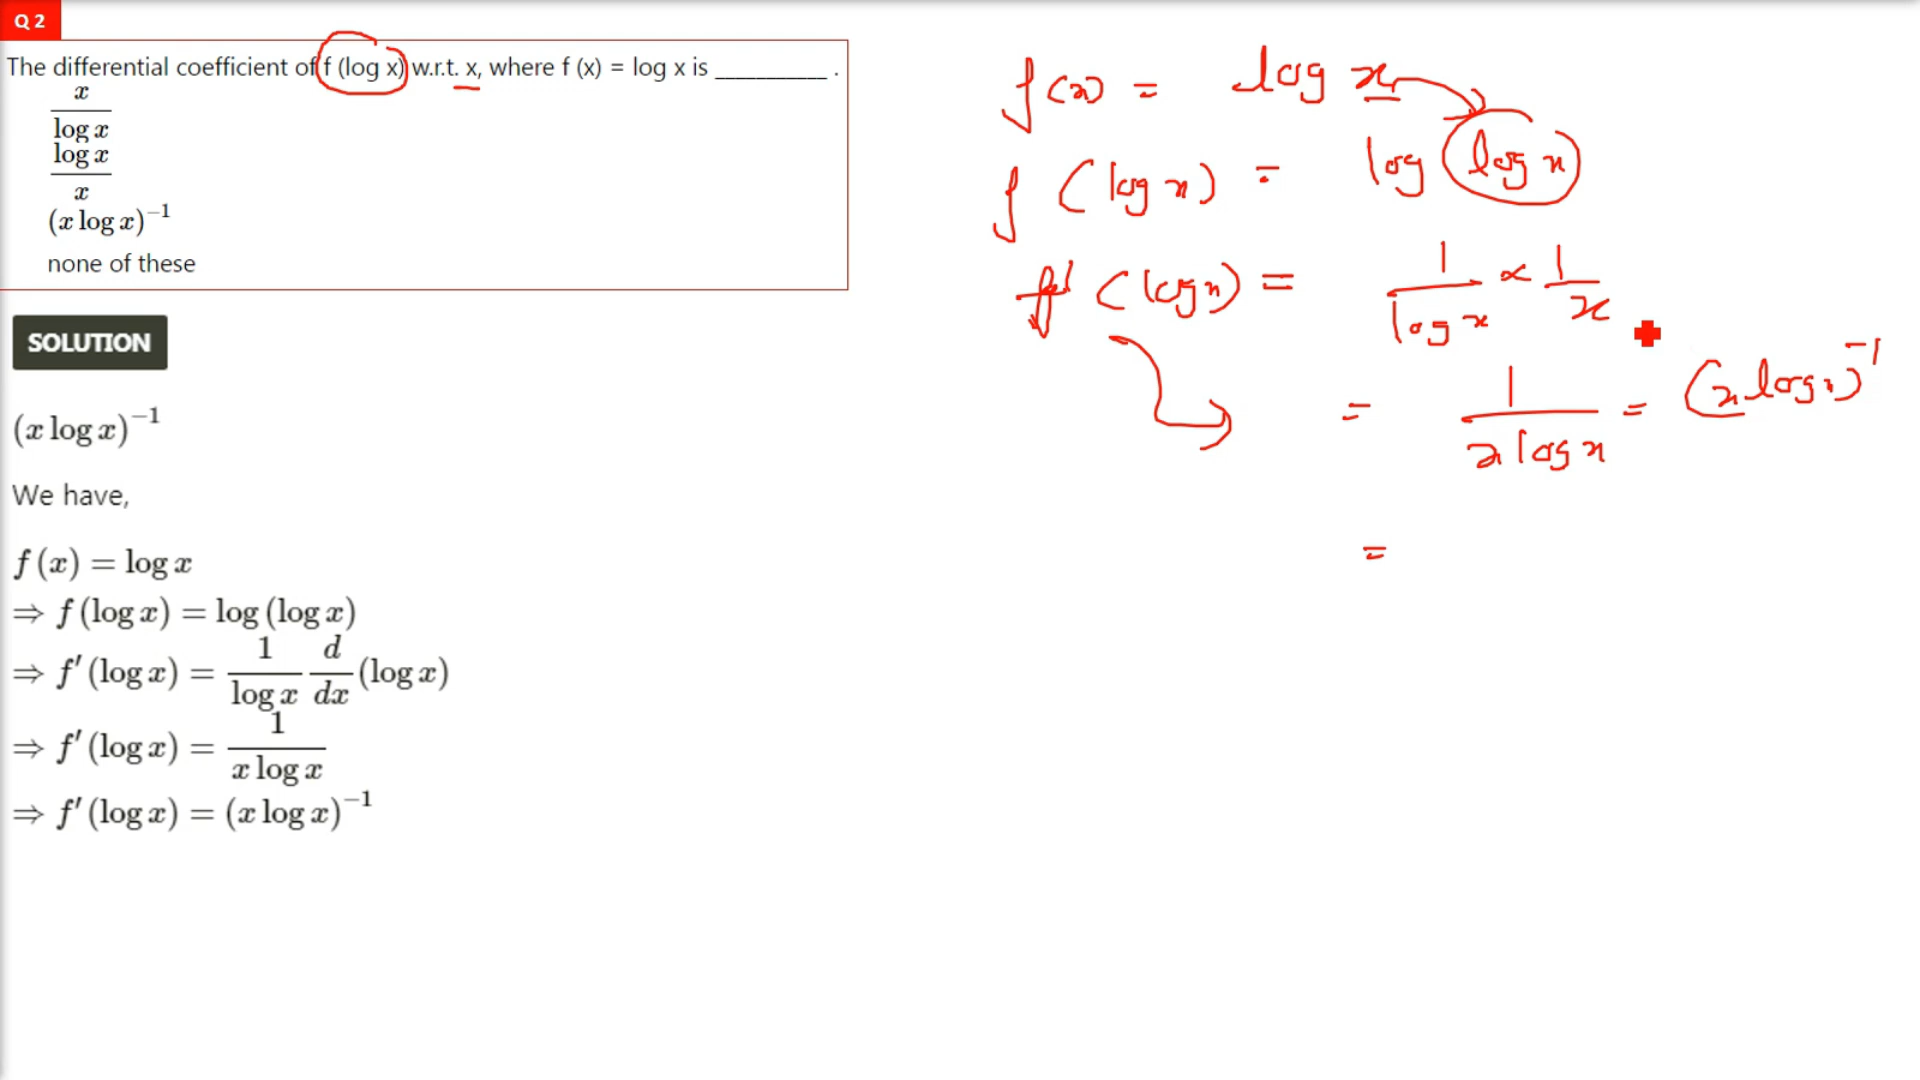 Q 2
The differential coefficient of f (log x) w.r.t. x, where f (x) = log x is __________ .
x
log x
log x
x
(x log x)⁻¹
none of these
SOLUTION
(x log x)⁻¹
We have,
f (x) = log x
⇒ f (log x) = log (log x)
⇒ f′ (log x) = 1/log x d/dx (log x)
⇒ f′ (log x) = 1/x log x
⇒ f′ (log x) = (x log x)⁻¹
f(x) = log x
f (log x) = log (log x)
f' (log x) = 1/log x × 1/x
= 1/x log x = (x log x)⁻¹
=